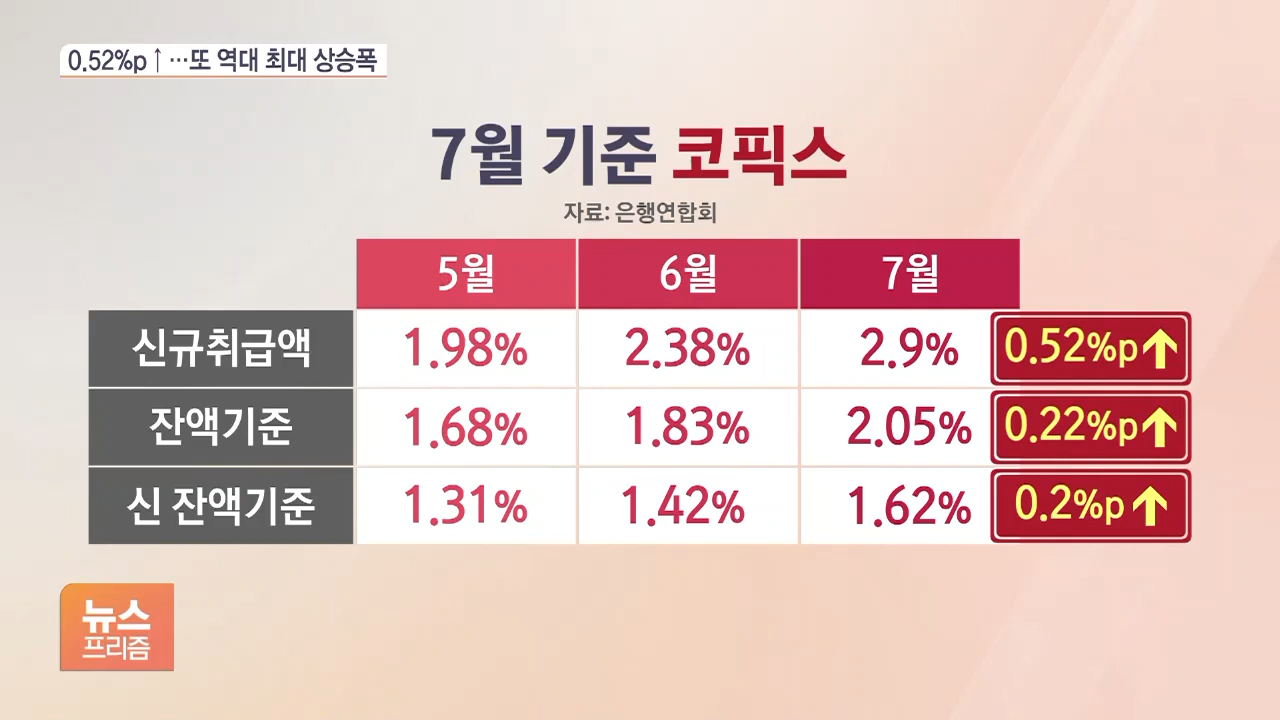 0.52%p↑…또 역대 최대 상승폭
7월 기준 코픽스
자료: 은행연합회
5월 6월 7월
신규취급액 1.98% 2.38% 2.9% 0.52%p↑
잔액기준 1.68% 1.83% 2.05% 0.22%p↑
신 잔액기준 1.31% 1.42% 1.62% 0.2%p↑
뉴스
프리즘